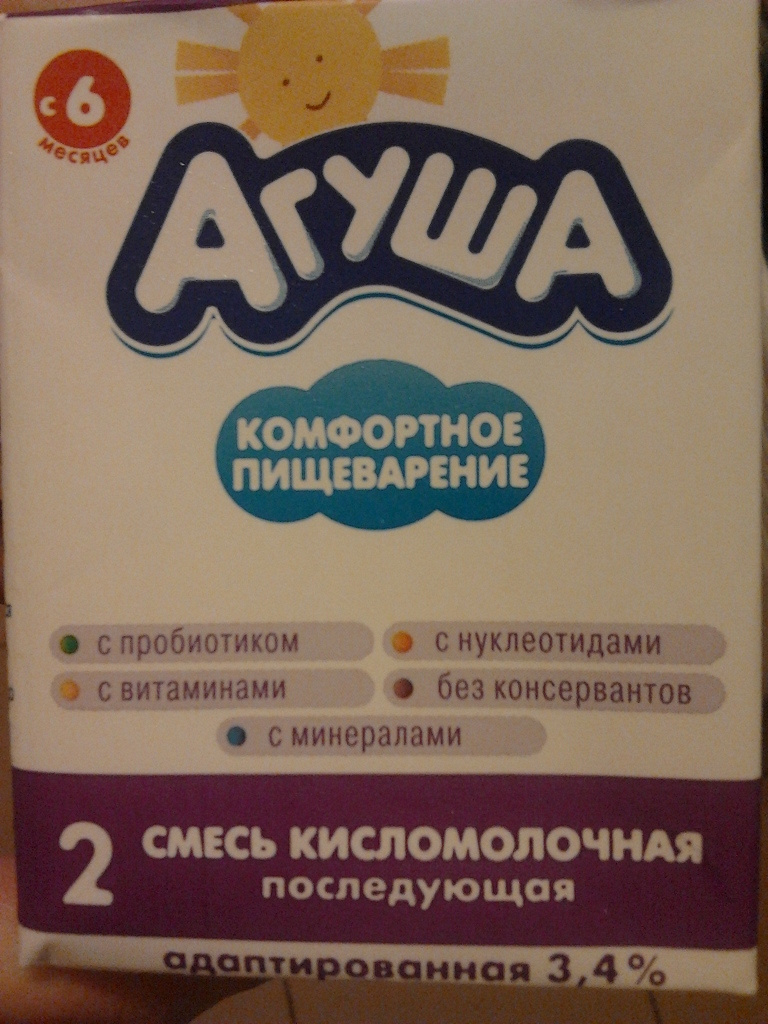 с 6
месяцев
АГУША
КОМФОРТНОЕ
ПИЩЕВАРЕНИЕ
с пробиотиком
с нуклеотидами
с витаминами
без консервантов
с минералами
2
СМЕСЬ КИСЛОМОЛОЧНАЯ
последующая
адаптированная 3,4%